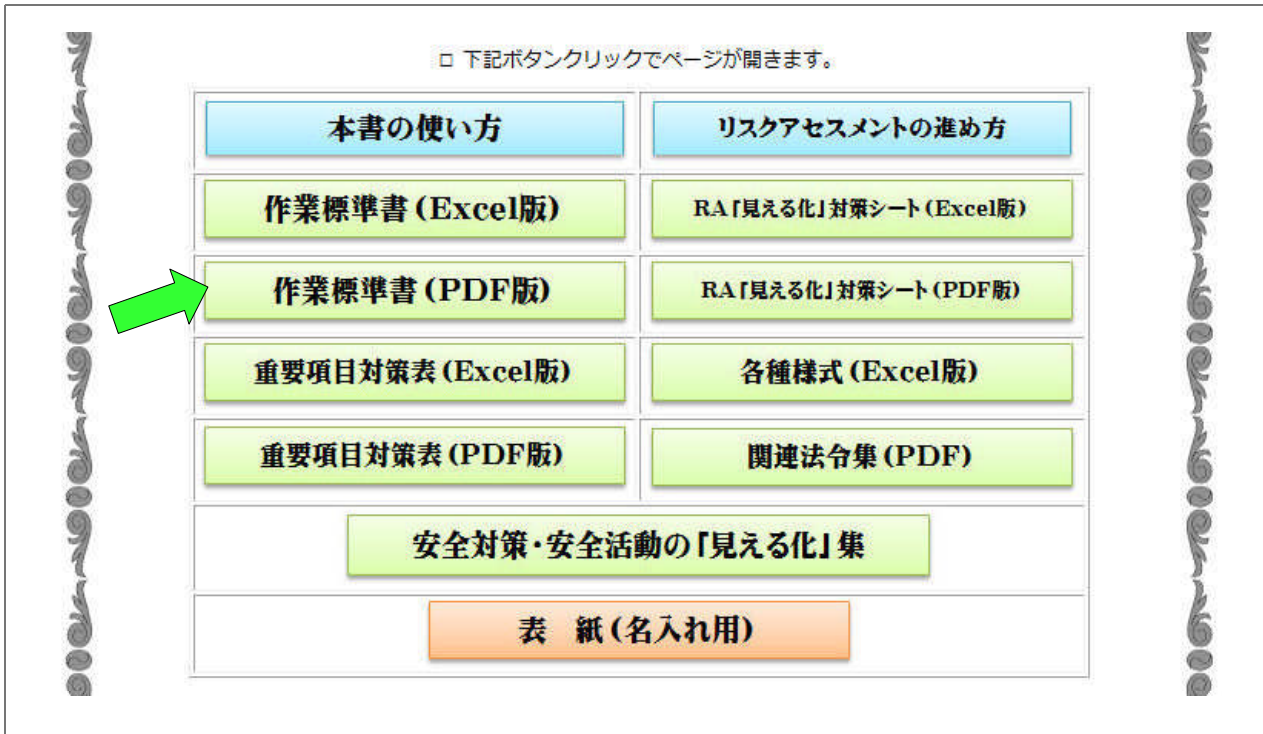 □ 下記ボタンクリックでページが開きます。
本書の使い方
リスクアセスメントの進め方
作業標準書(Excel版)
RA「見える化」対策シート(Excel版)
作業標準書(PDF版)
RA「見える化」対策シート(PDF版)
重要項目対策表(Excel版)
各種様式(Excel版)
重要項目対策表(PDF版)
関連法令集(PDF)
安全対策・安全活動の「見える化」集
表　紙(名入れ用)